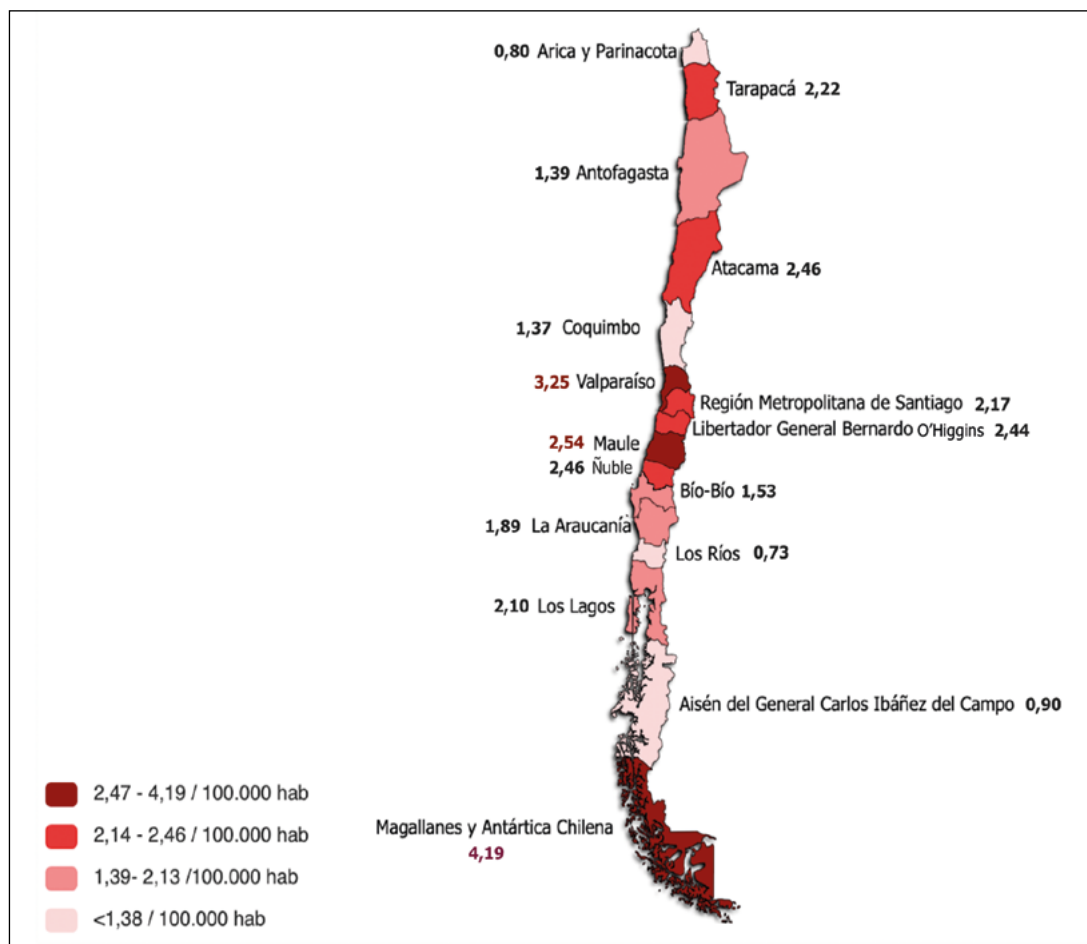 0,80 Arica y Parinacota
Tarapacá 2,22
1,39 Antofagasta
Atacama 2,46
1,37 Coquimbo
3,25 Valparaíso
Región Metropolitana de Santiago 2,17
Libertador General Bernardo O'Higgins 2,44
2,54 Maule
2,46 Ñuble
Bío-Bío 1,53
1,89 La Araucanía
Los Ríos 0,73
2,10 Los Lagos
Aisén del General Carlos Ibáñez del Campo 0,90
2,47 - 4,19 / 100.000 hab
2,14 - 2,46 / 100.000 hab
1,39- 2,13 /100.000 hab
<1,38 / 100.000 hab
Magallanes y Antártica Chilena
4,19